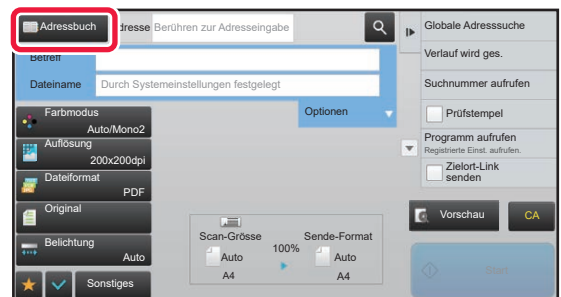 Adressbuch
dresse Berühren zur Adresseingabe
Betreff
Dateiname Durch Systemeinstellungen festgelegt
Optionen
Farbmodus
Auto/Mono2
Auflösung
200x200dpi
Dateiformat
PDF
Original
Belichtung
Auto
Sonstiges
Scan-Grösse
Auto
A4
100%
Sende-Format
Auto
A4
Globale Adresssuche
Verlauf wird ges.
Suchnummer aufrufen
Prüfstempel
Programm aufrufen
Registrierte Einst. aufrufen.
Zielort-Link
senden
Vorschau
CA
Start